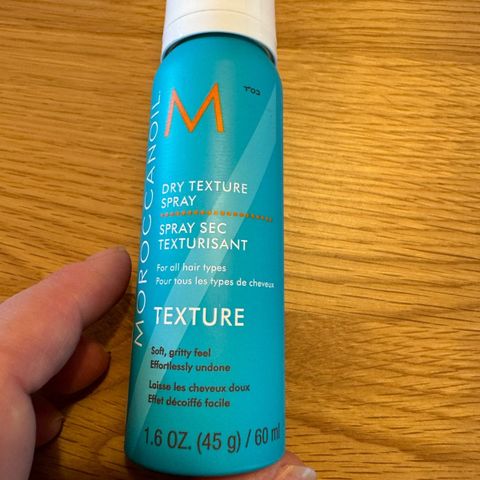 MOROCCANOIL
M
DRY TEXTURE
SPRAY
SPRAY SEC
TEXTURISANT
For all hair types
Pour tous les types de cheveux
TEXTURE
Soft, gritty feel
Effortlessly undone
Laisse les cheveux doux
Effet décoiffé facile
1.6 OZ. (45 g) / 60 ml